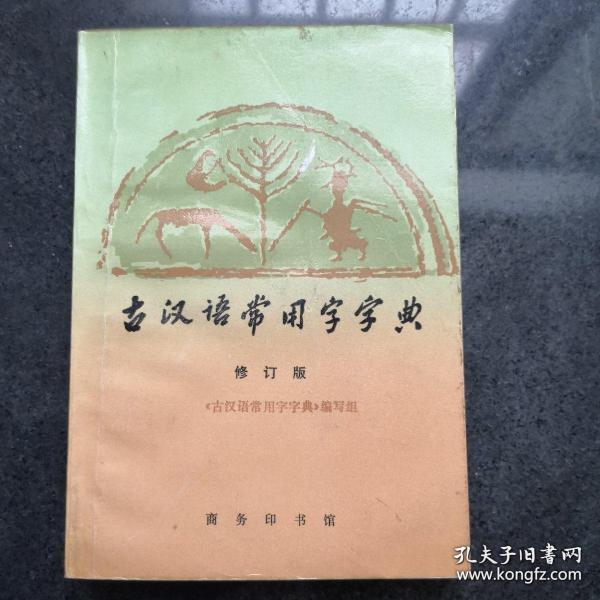 古汉语常用字字典
修订版
《古汉语常用字字典》编写组
商务印书馆
孔夫子旧书网
www.kongfz.com